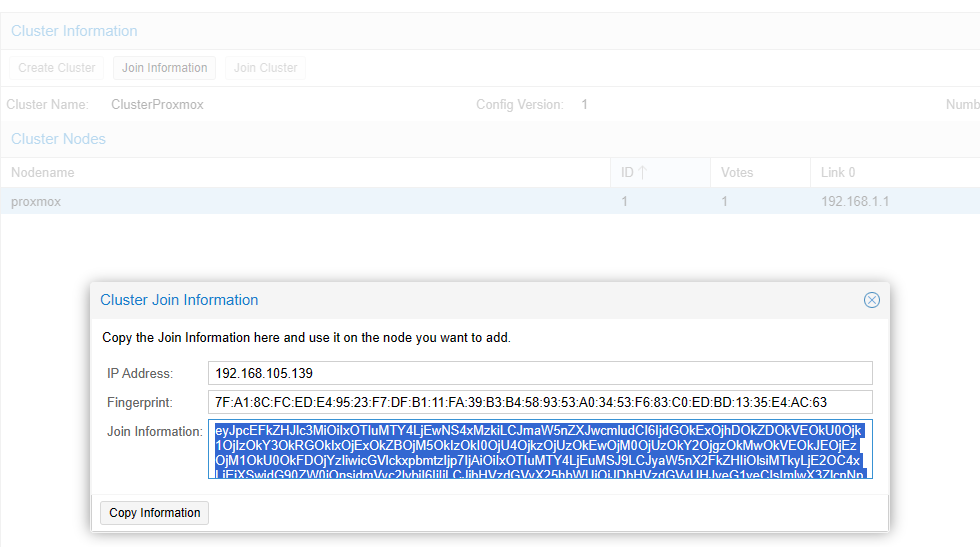 Cluster Information
Create Cluster Join Information Join Cluster
Cluster Name: ClusterProxmox Config Version: 1 Numb
Cluster Nodes
Nodename ID ↑ Votes Link 0
proxmox 1 1 192.168.1.1
Cluster Join Information
Copy the Join Information here and use it on the node you want to add.
IP Address: 192.168.105.139
Fingerprint: 7F:A1:8C:FC:ED:E4:95:23:F7:DF:B1:11:FA:39:B3:B4:58:93:53:A0:34:53:F6:83:C0:ED:BD:13:35:E4:AC:63
Join Information:
Copy Information